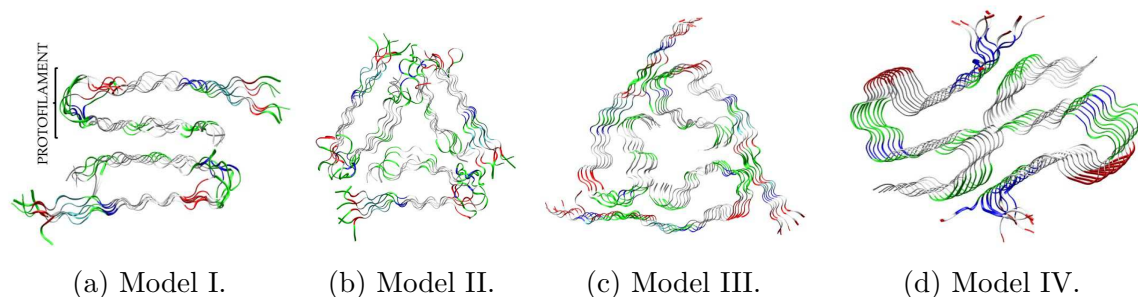 PROTOFILAMENT
(a) Model I.
(b) Model II.
(c) Model III.
(d) Model IV.